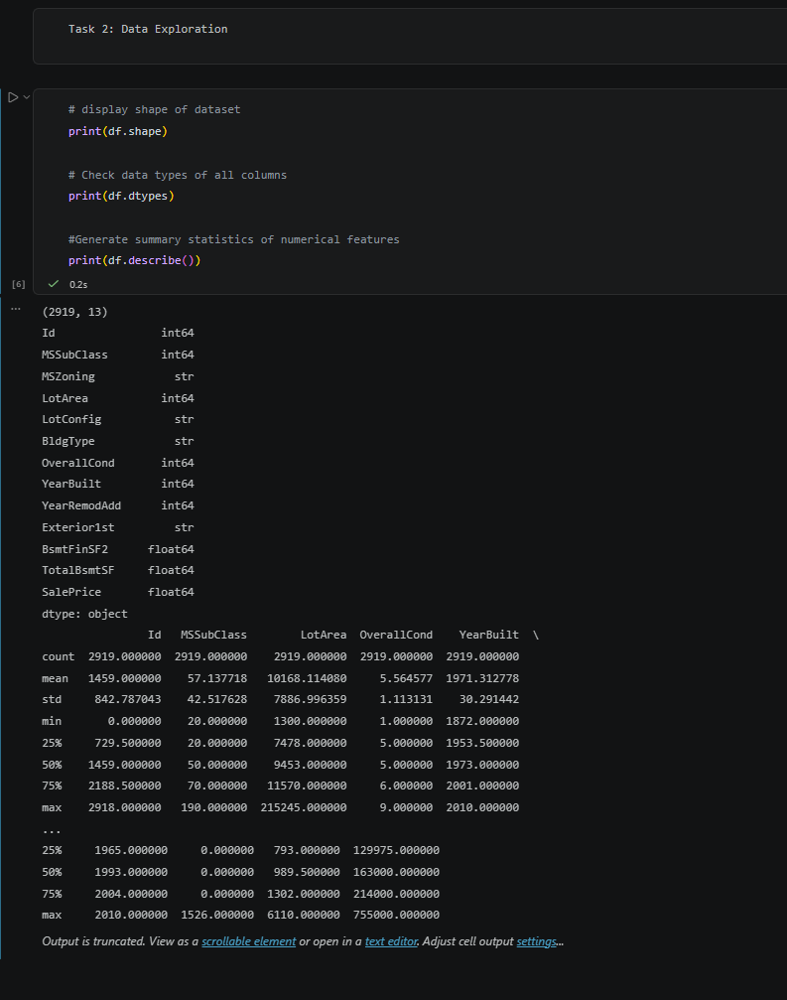 Task 2: Data Exploration
# display shape of dataset
print(df.shape)
# Check data types of all columns
print(df.dtypes)
#Generate summary statistics of numerical features
print(df.describe())
[6]
0.2s
...
(2919, 13)
Id int64
MSSubClass int64
MSZoning str
LotArea int64
LotConfig str
BldgType str
OverallCond int64
YearBuilt int64
YearRemodAdd int64
Exterior1st str
BsmtFinSF2 float64
TotalBsmtSF float64
SalePrice float64
dtype: object
Id MSSubClass LotArea OverallCond YearBuilt \
count 2919.000000 2919.000000 2919.000000 2919.000000 2919.000000
mean 1459.000000 57.137718 10168.114080 5.564577 1971.312778
std 842.787043 42.517628 7886.996359 1.113131 30.291442
min 0.000000 20.000000 1300.000000 1.000000 1872.000000
25% 729.500000 20.000000 7478.000000 5.000000 1953.500000
50% 1459.000000 50.000000 9453.000000 5.000000 1973.000000
75% 2188.500000 70.000000 11570.000000 6.000000 2001.000000
max 2918.000000 190.000000 215245.000000 9.000000 2010.000000
...
25% 1965.000000 0.000000 793.000000 129975.000000
50% 1993.000000 0.000000 989.500000 163000.000000
75% 2004.000000 0.000000 1302.000000 214000.000000
max 2010.000000 1526.000000 6110.000000 755000.000000
Output is truncated. View as a scrollable element or open in a text editor. Adjust cell output settings...